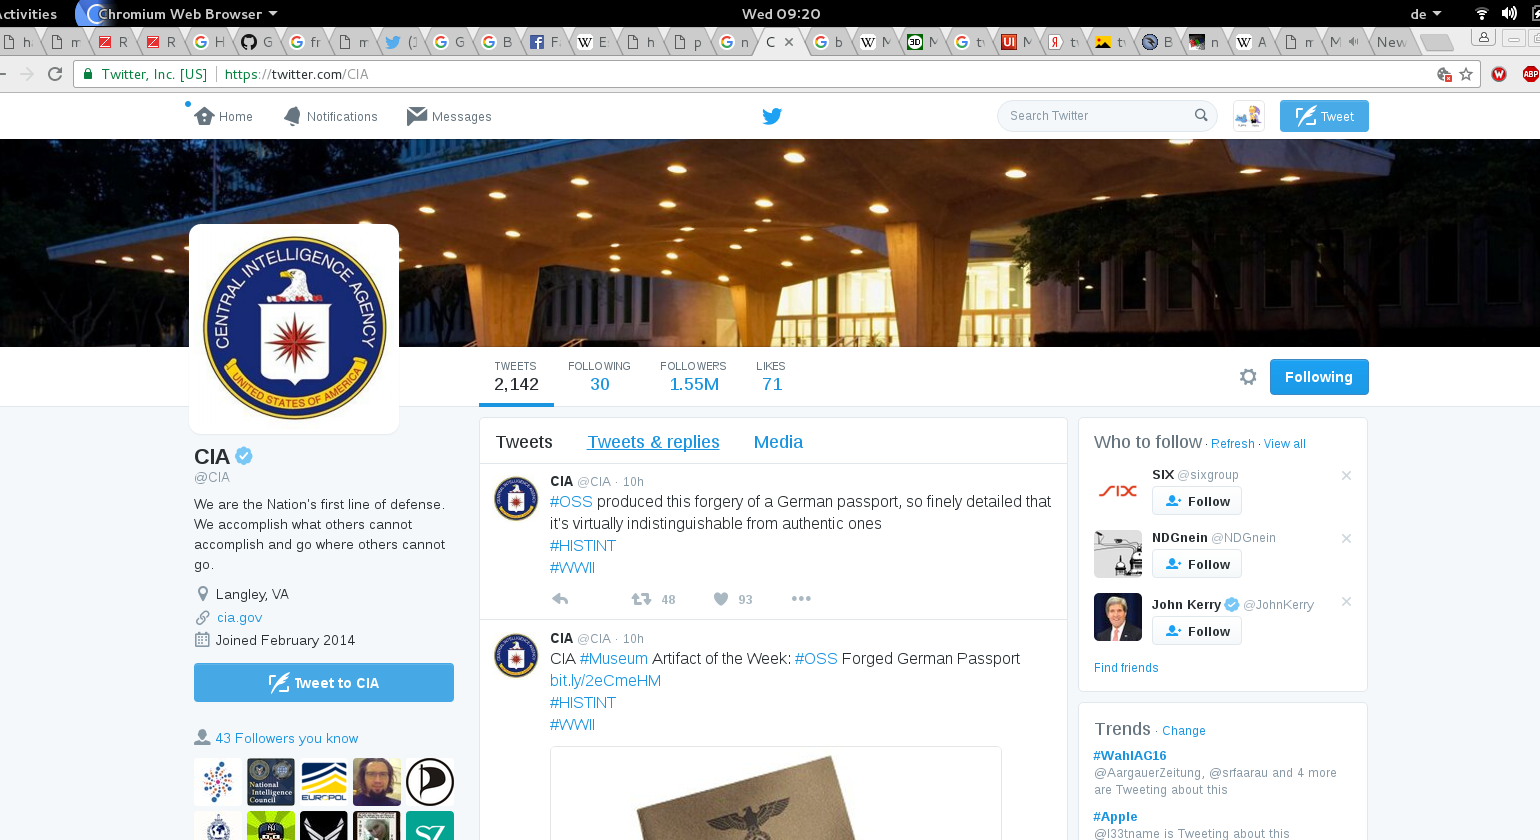 Activities
Chromium Web Browser
Wed 09:20
de
h
m
R
R
H
G
fr
m
(1
G
B
F
E
h
p
n
C
b
M
M
tv
M
tv
tv
B
n
A
m
M
New
Twitter, Inc. [US]
https://twitter.com/CIA
ABP
Home
Notifications
Messages
Search Twitter
Tweet
CENTRAL INTELLIGENCE AGENCY
UNITED STATES OF AMERICA
TWEETS
2,142
FOLLOWING
30
FOLLOWERS
1.55M
LIKES
71
Following
CIA
@CIA
We are the Nation's first line of defense.
We accomplish what others cannot
accomplish and go where others cannot
go.
Langley, VA
cia.gov
Joined February 2014
Tweet to CIA
43 Followers you know
National
Intelligence
Council
EUROPOL
SZ
Tweets
Tweets & replies
Media
CIA @CIA · 10h
#OSS produced this forgery of a German passport, so finely detailed that
it's virtually indistinguishable from authentic ones
#HISTINT
#WWII
48
93
CIA @CIA · 10h
CIA #Museum Artifact of the Week: #OSS Forged German Passport
bit.ly/2eCmeHM
#HISTINT
#WWII
Who to follow · Refresh · View all
SIX @sixgroup
SIX
Follow
NDGnein @NDGnein
Follow
John Kerry @JohnKerry
Follow
Find friends
Trends · Change
#WahlAG16
@AargauerZeitung, @srfaarau and 4 more
are Tweeting about this
#Apple
@l33tname is Tweeting about this